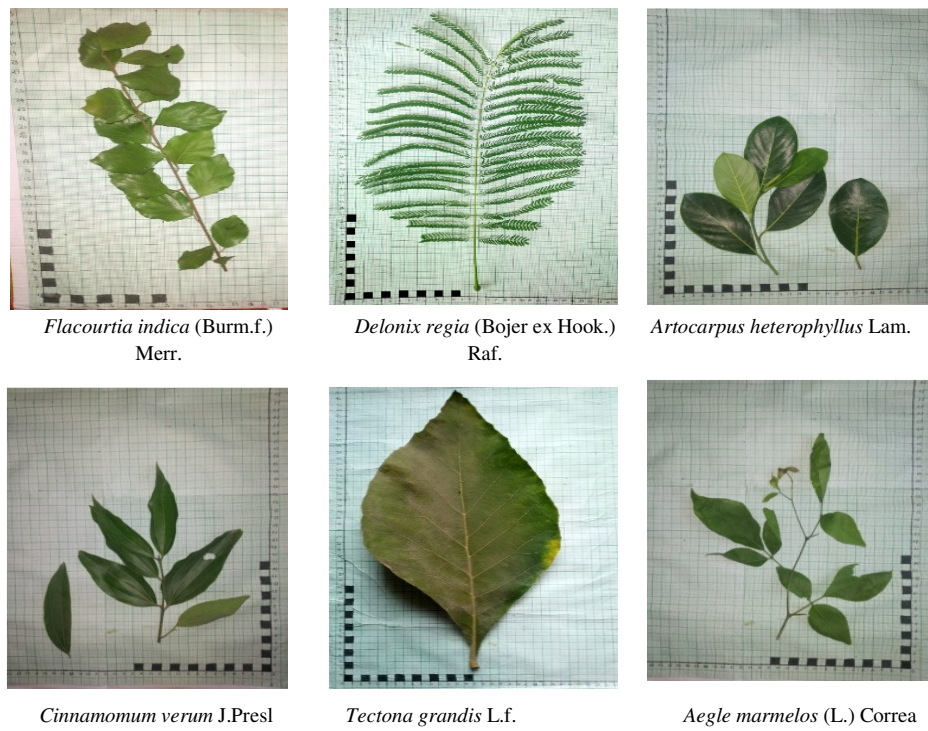 Flacourtia indica (Burm.f.)
Merr.
Delonix regia (Bojer ex Hook.)
Raf.
Artocarpus heterophyllus Lam.
Cinnamomum verum J.Presl
Tectona grandis L.f.
Aegle marmelos (L.) Correa